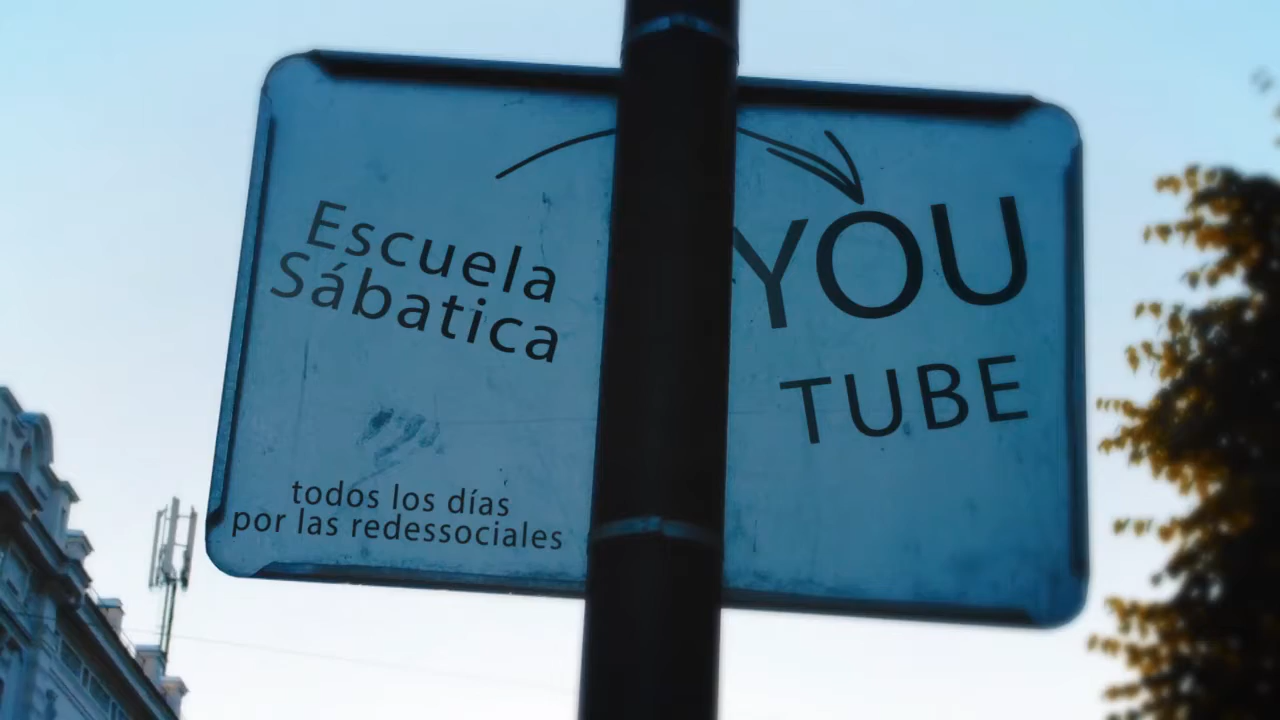 Escuela
Sábatica
todos los días
por las redessociales
YOU
TUBE